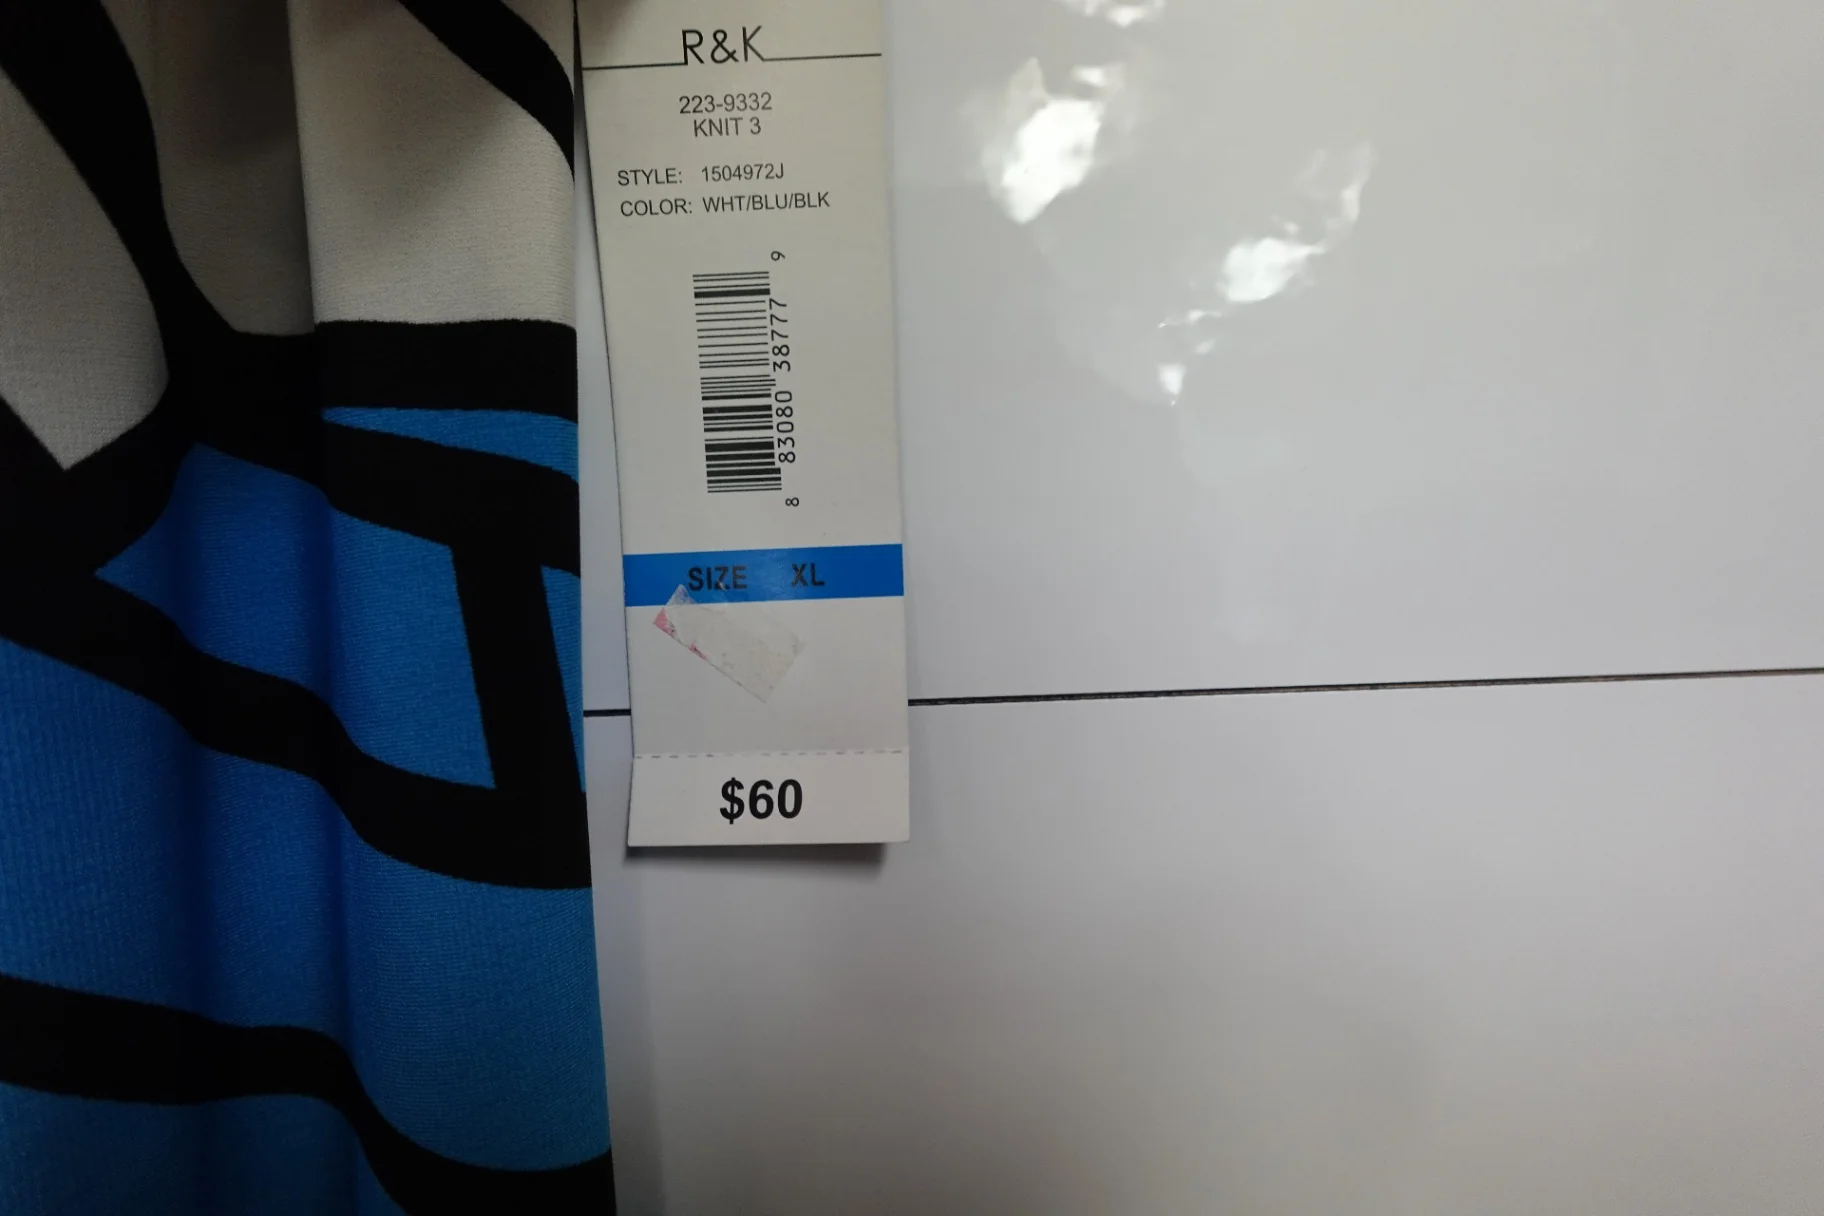 R&K
223-9332
KNIT 3
STYLE: 1504972J
COLOR: WHT/BLU/BLK
8 83080 38777 9
SIZE XL
$60